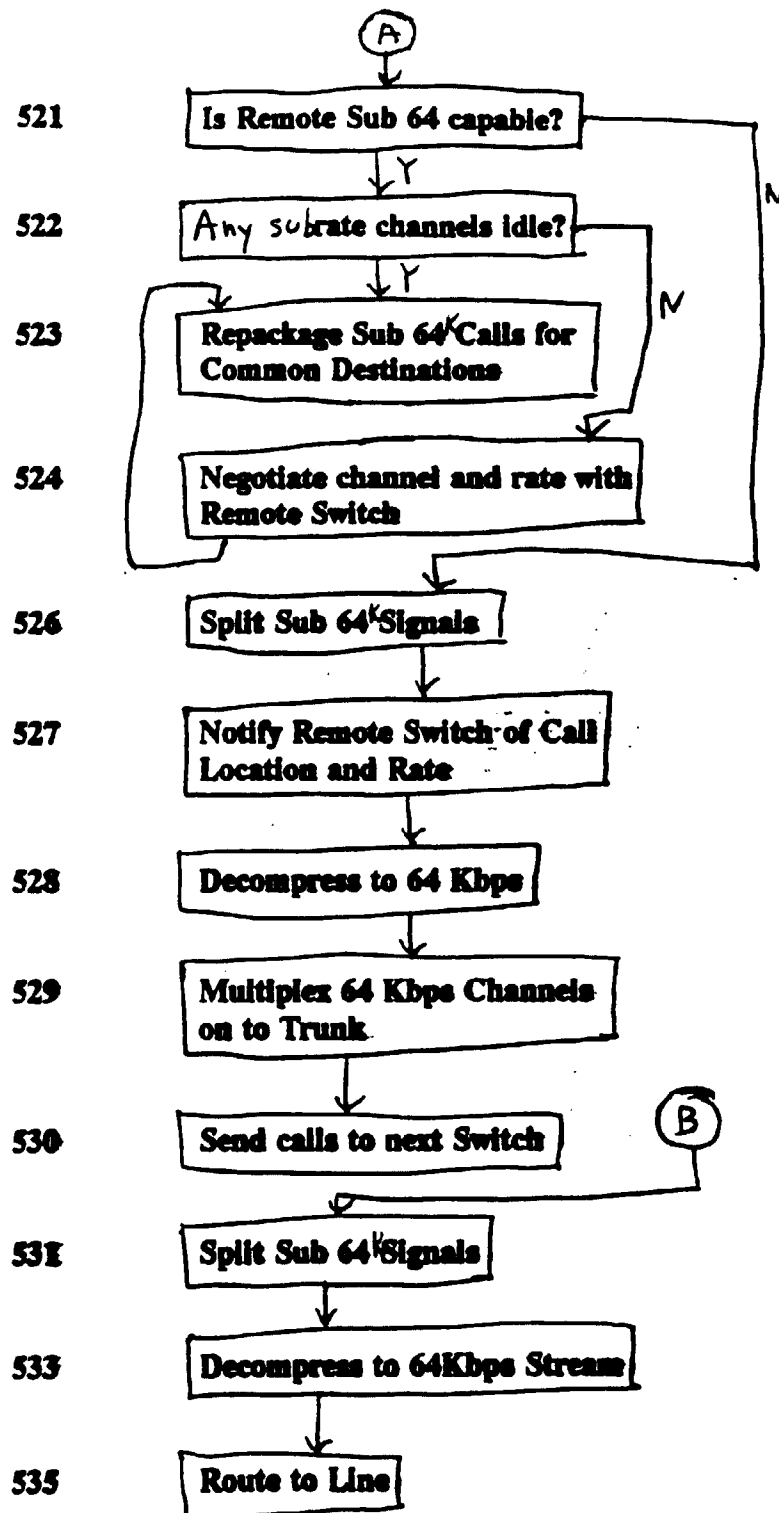 A
521 Is Remote Sub 64 capable?
Y
N
522 Any subrate channels idle?
Y
N
523 Repackage Sub 64K Calls for
Common Destinations
524 Negotiate channel and rate with
Remote Switch
526 Split Sub 64K Signals
527 Notify Remote Switch of Call
Location and Rate
528 Decompress to 64 Kbps
529 Multiplex 64 Kbps Channels
on to Trunk
530 Send calls to next Switch
B
531 Split Sub 64K Signals
533 Decompress to 64Kbps Stream
535 Route to Line